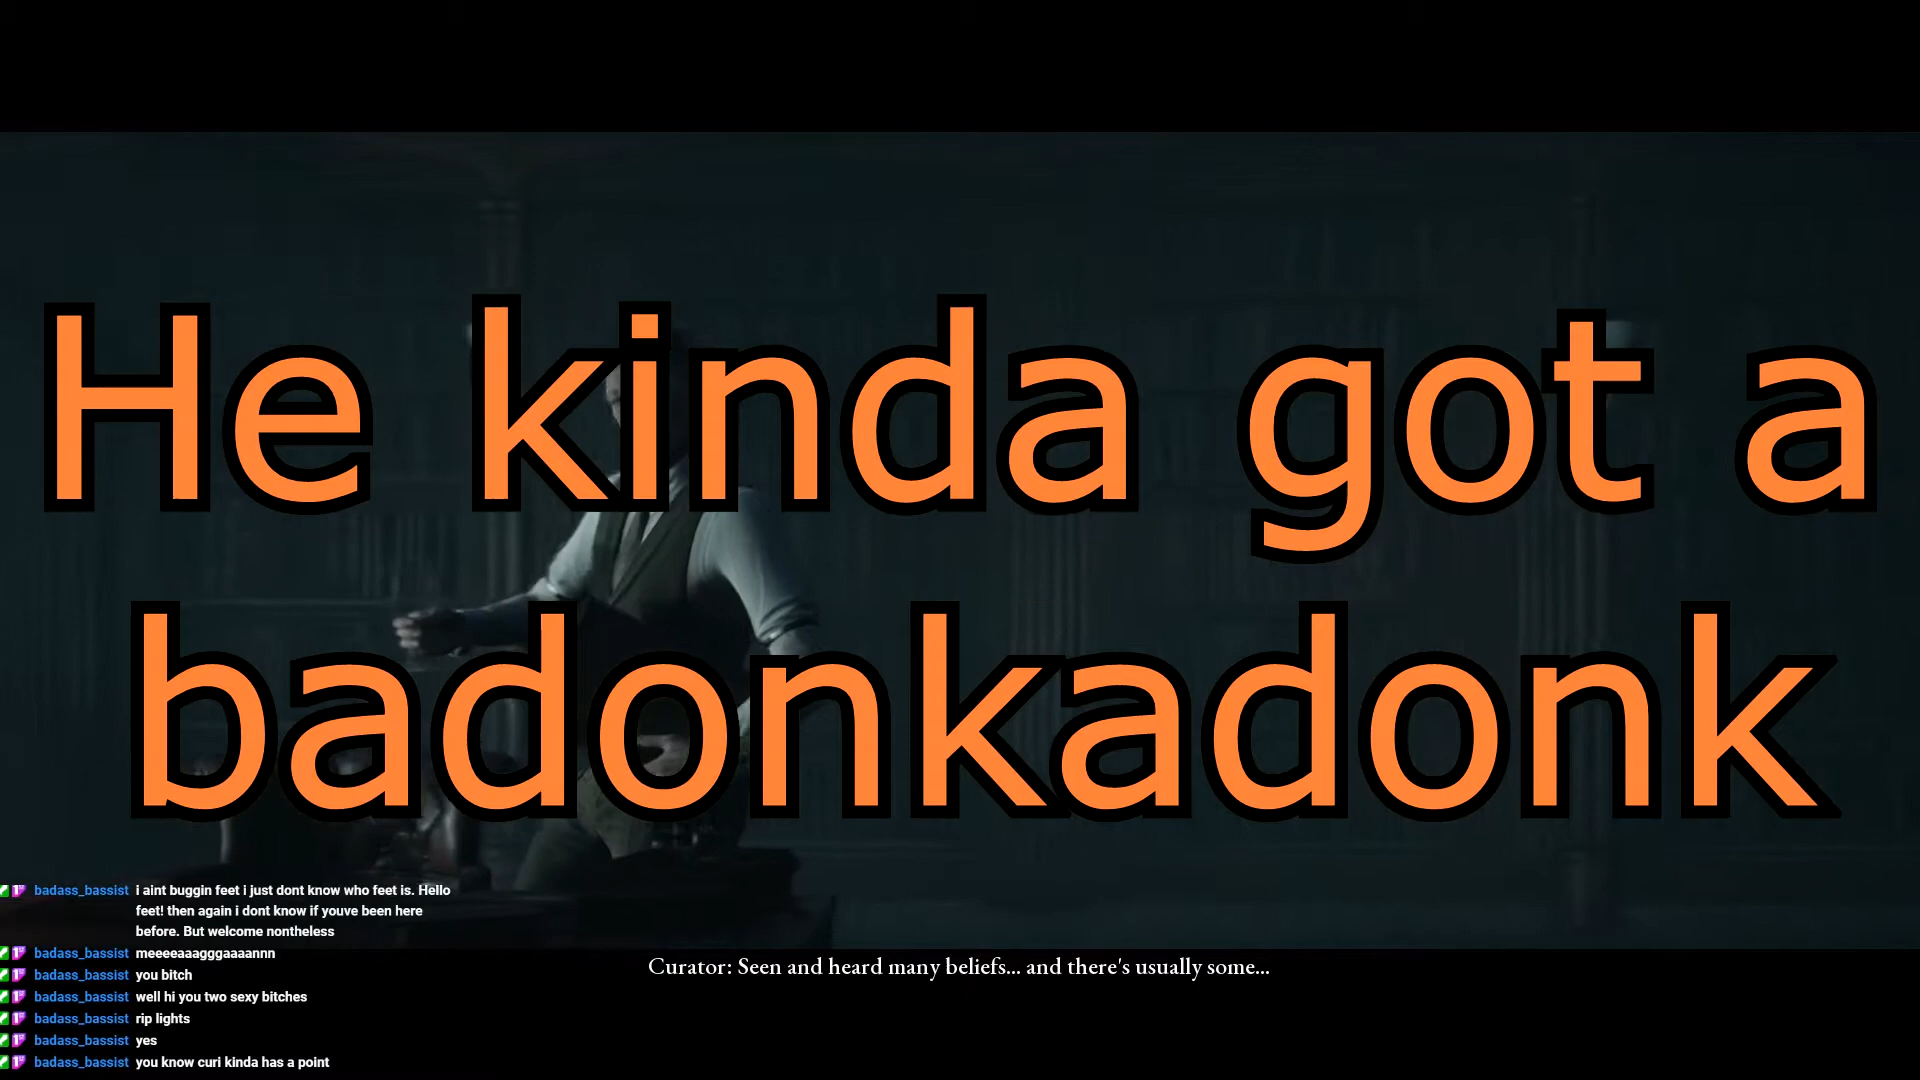 He kinda got a
badonkadonk
badass_bassist i aint buggin feet i just dont know who feet is. Hello
feet! then again i dont know if youve been here
before. But welcome nontheless
badass_bassist meeeeaaagggaaaannn
badass_bassist you bitch
badass_bassist well hi you two sexy bitches
badass_bassist rip lights
badass_bassist yes
badass_bassist you know curi kinda has a point
Curator: Seen and heard many beliefs... and there's usually some...